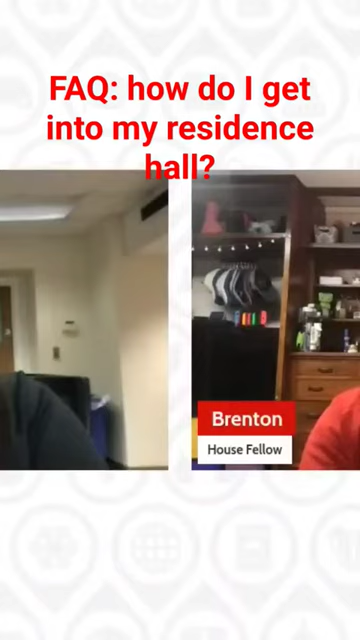 FAQ: how do I get
into my residence
hall?
Brenton
House Fellow